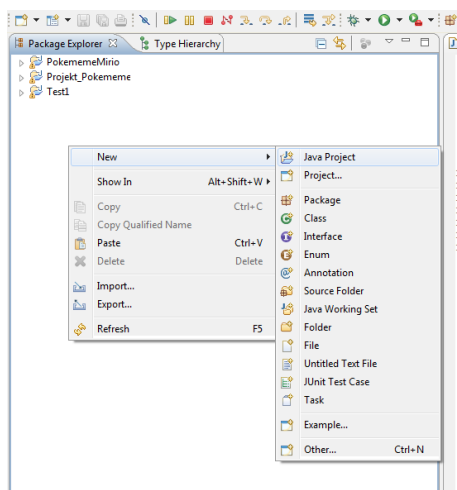 Package Explorer Type Hierarchy
PokememeMirio
Projekt_Pokememe
Test1
New
Show In Alt+Shift+W
Copy Ctrl+C
Copy Qualified Name
Paste Ctrl+V
Delete Delete
Import...
Export...
Refresh F5
Java Project
Project...
Package
Class
Interface
Enum
Annotation
Source Folder
Java Working Set
Folder
File
Untitled Text File
JUnit Test Case
Task
Example...
Other... Ctrl+N